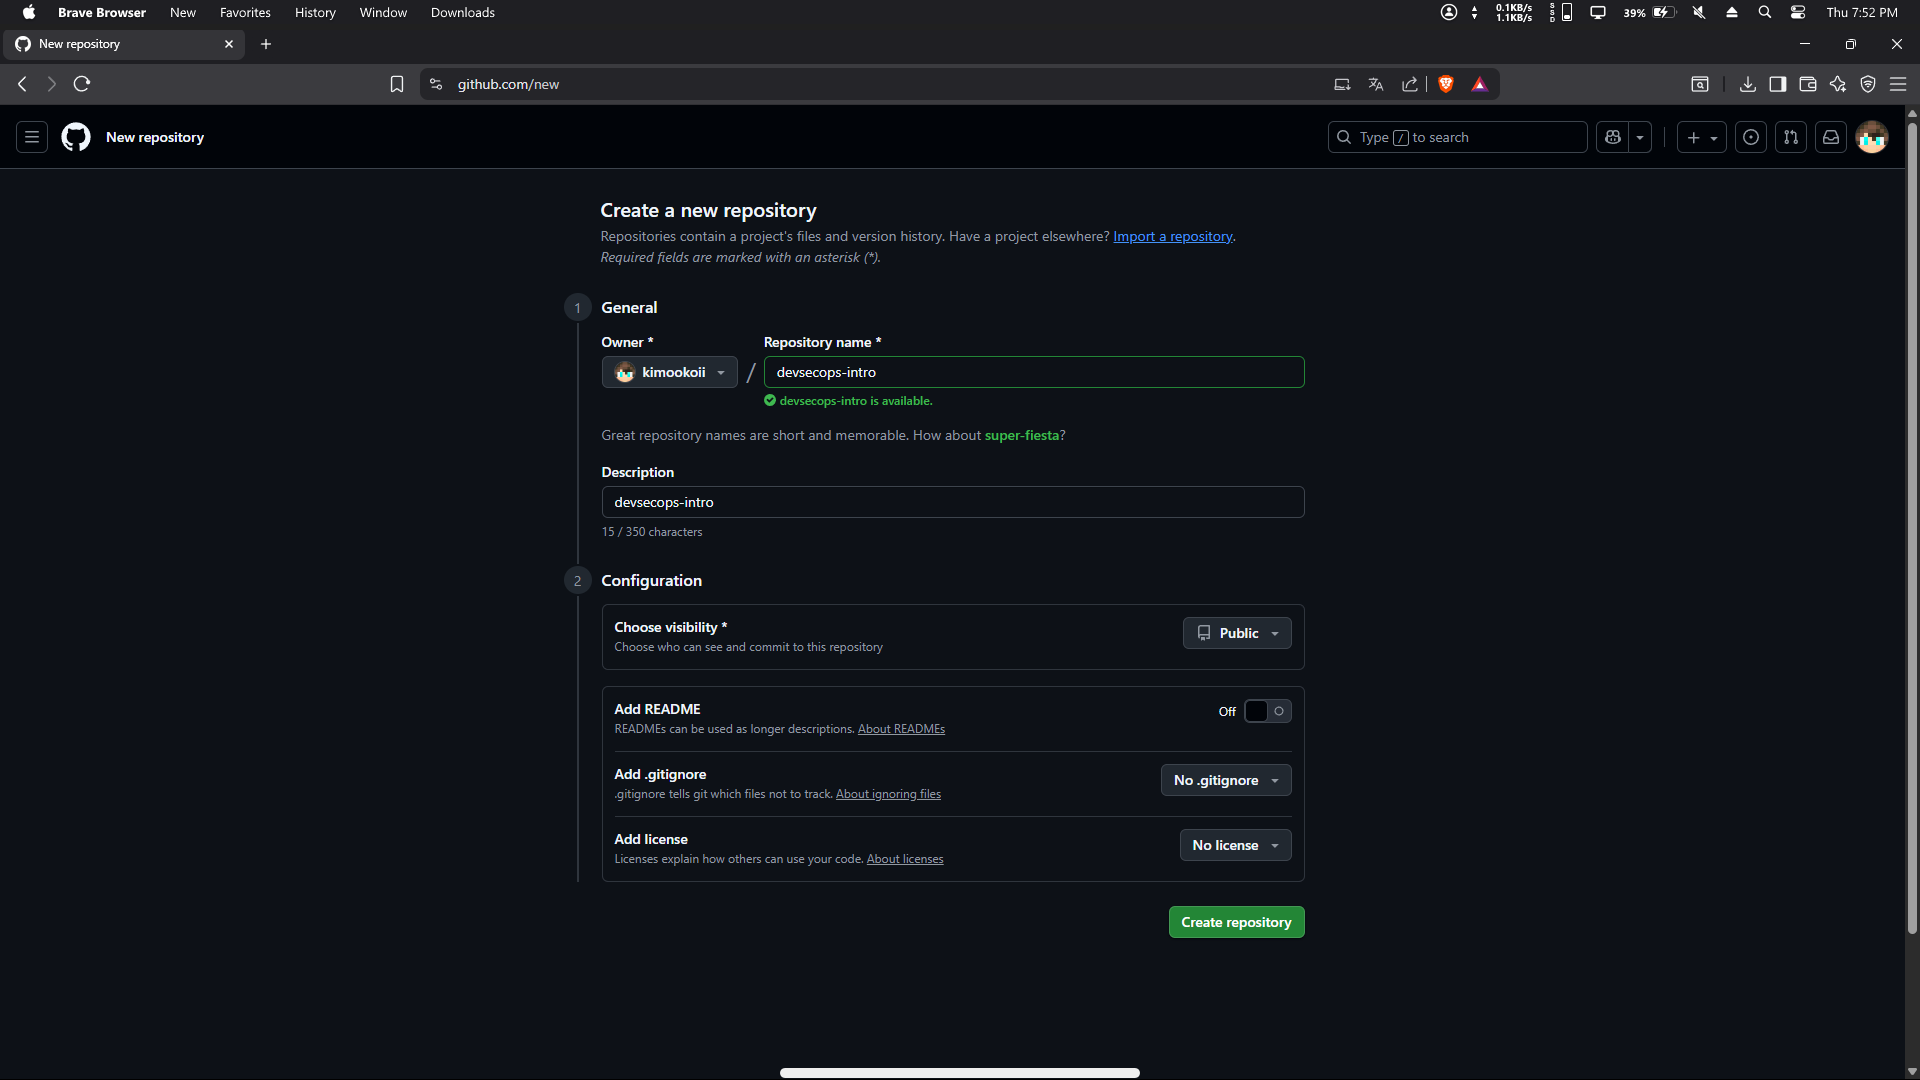 Brave Browser New Favorites History Window Downloads 0.1KB/s 1.1KB/s SSD 39% Thu 7:52 PM
New repository
github.com/new
New repository Type / to search
Create a new repository
Repositories contain a project's files and version history. Have a project elsewhere? Import a repository.
Required fields are marked with an asterisk (*).
1 General
Owner * Repository name *
kimookoii / devsecops-intro
devsecops-intro is available.
Great repository names are short and memorable. How about super-fiesta?
Description
devsecops-intro
15 / 350 characters
2 Configuration
Choose visibility *
Choose who can see and commit to this repository
Public
Add README
READMEs can be used as longer descriptions. About READMEs
Off
Add .gitignore
.gitignore tells git which files not to track. About ignoring files
No .gitignore
Add license
Licenses explain how others can use your code. About licenses
No license
Create repository